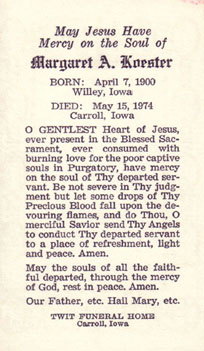 May Jesus Have
Mercy on the Soul of
Margaret A. Koester
BORN: April 7, 1900
Willey, Iowa
DIED: May 15, 1974
Carroll, Iowa
O GENTLEST Heart of Jesus,
ever present in the Blessed Sac-
rament, ever consumed with
burning love for the poor captive
souls in Purgatory, have mercy
on the soul of Thy departed ser-
vant. Be not severe in Thy judg-
ment but let some drops of Thy
Precious Blood fall upon the de-
vouring flames, and do Thou, O
merciful Savior send Thy Angels
to conduct Thy departed servant
to a place of refreshment, light
and peace. Amen.
May the souls of all the faith-
ful departed, through the mercy
of God, rest in peace. Amen.
Our Father, etc. Hail Mary, etc.
TWIT FUNERAL HOME
Carroll, Iowa